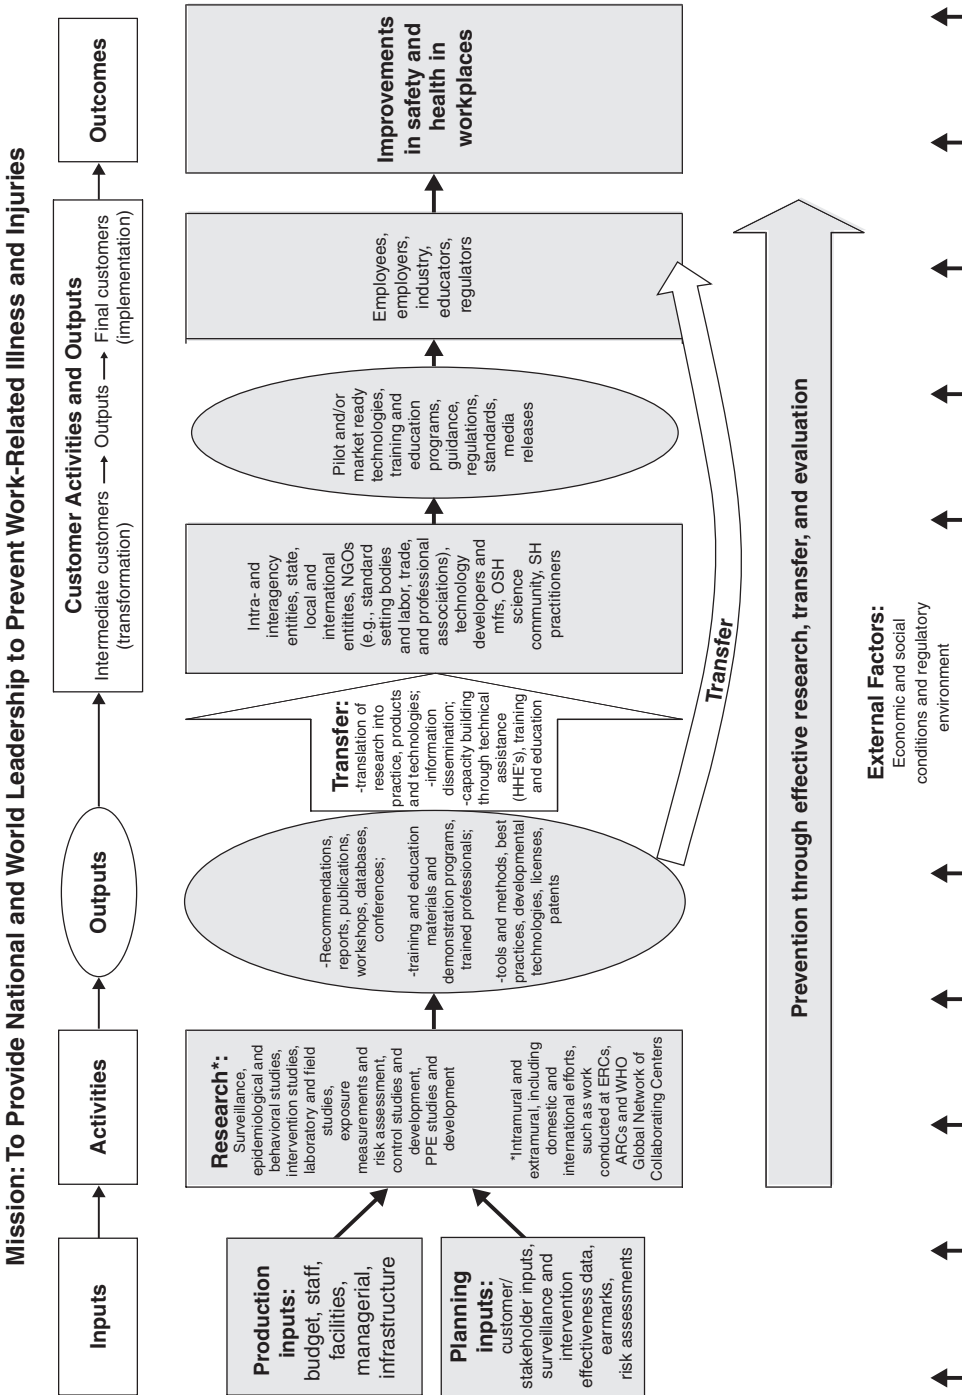 Mission: To Provide National and World Leadership to Prevent Work-Related Illness and Injuries
Inputs
Activities
Outputs
Customer Activities and Outputs
Intermediate customers
(transformation)
Outputs
Final customers
(implementation)
Outcomes
Production
inputs:
budget, staff,
facilities,
managerial,
infrastructure
Planning
inputs:
customer/
stakeholder inputs,
surveillance and
intervention
effectiveness data,
earmarks,
risk assessments
Research*:
Surveillance,
epidemiological and
behavioral studies,
intervention studies,
laboratory and field
studies,
exposure
measurements and
risk assessment,
control studies and
development,
PPE studies and
development
*Intramural and
extramural, including
domestic and
international efforts,
such as work
conducted at ERCs,
ARCs and WHO
Global Network of
Collaborating Centers
-Recommendations,
reports, publications,
workshops, databases,
conferences;
-training and education
materials and
demonstration programs,
trained professionals;
-tools and methods, best
practices, developmental
technologies, licenses,
patents
Transfer:
-translation of
research into
practice, products
and technologies;
-information
dissemination;
-capacity building
through technical
assistance
(HHE's), training
and education
Intra- and
interagency
entities, state,
local and
international
entitites, NGOs
(e.g., standard
setting bodies
and labor, trade,
and professional
associations),
technology
developers and
mfrs, OSH
science
community, SH
practitioners
Pilot and/or
market ready
technologies,
training and
education
programs,
guidance,
regulations,
standards,
media
releases
Employees,
employers,
industry,
educators,
regulators
Improvements
in safety and
health in
workplaces
Transfer
Prevention through effective research, transfer, and evaluation
External Factors:
Economic and social
conditions and regulatory
environment